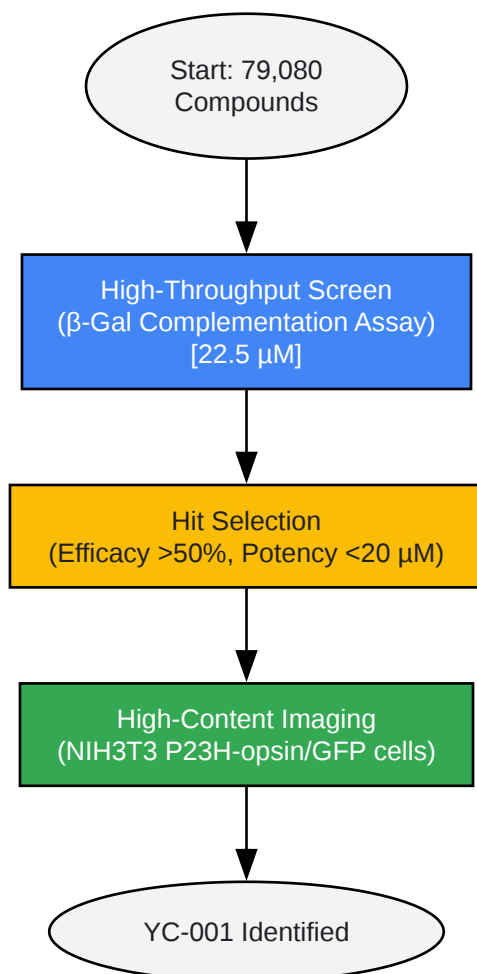 Start: 79,080
Compounds
High-Throughput Screen
(β-Gal Complementation Assay)
[22.5 µM]
Hit Selection
(Efficacy >50%, Potency <20 µM)
High-Content Imaging
(NIH3T3 P23H-opsin/GFP cells)
YC-001 Identified